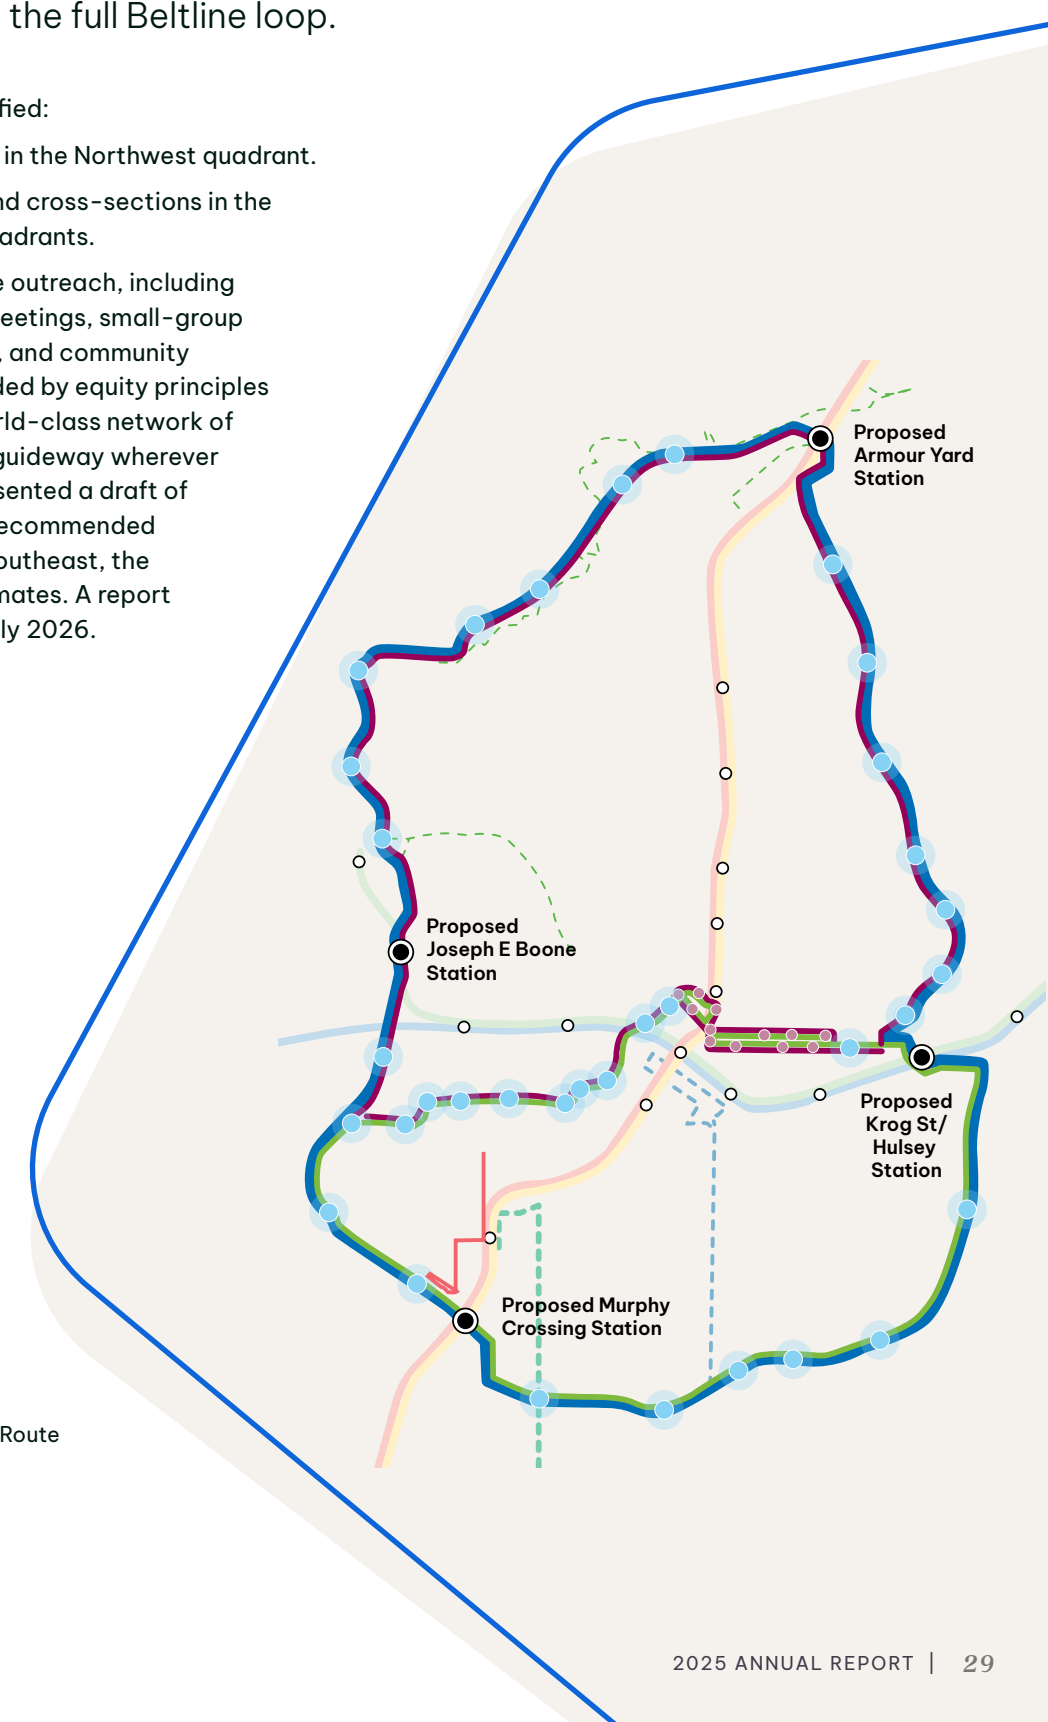 the full Beltline loop.
fied:
in the Northwest quadrant.
nd cross-sections in the
adrants.
e outreach, including
eetings, small-group
, and community
ded by equity principles
rld-class network of
guideway wherever
sented a draft of
ecommended
outheast, the
mates. A report
ly 2026.
Proposed
Armour Yard
Station
Proposed
Joseph E Boone
Station
Proposed
Krog St/
Hulsey
Station
Proposed Murphy
Crossing Station
Route
2025 ANNUAL REPORT | 29